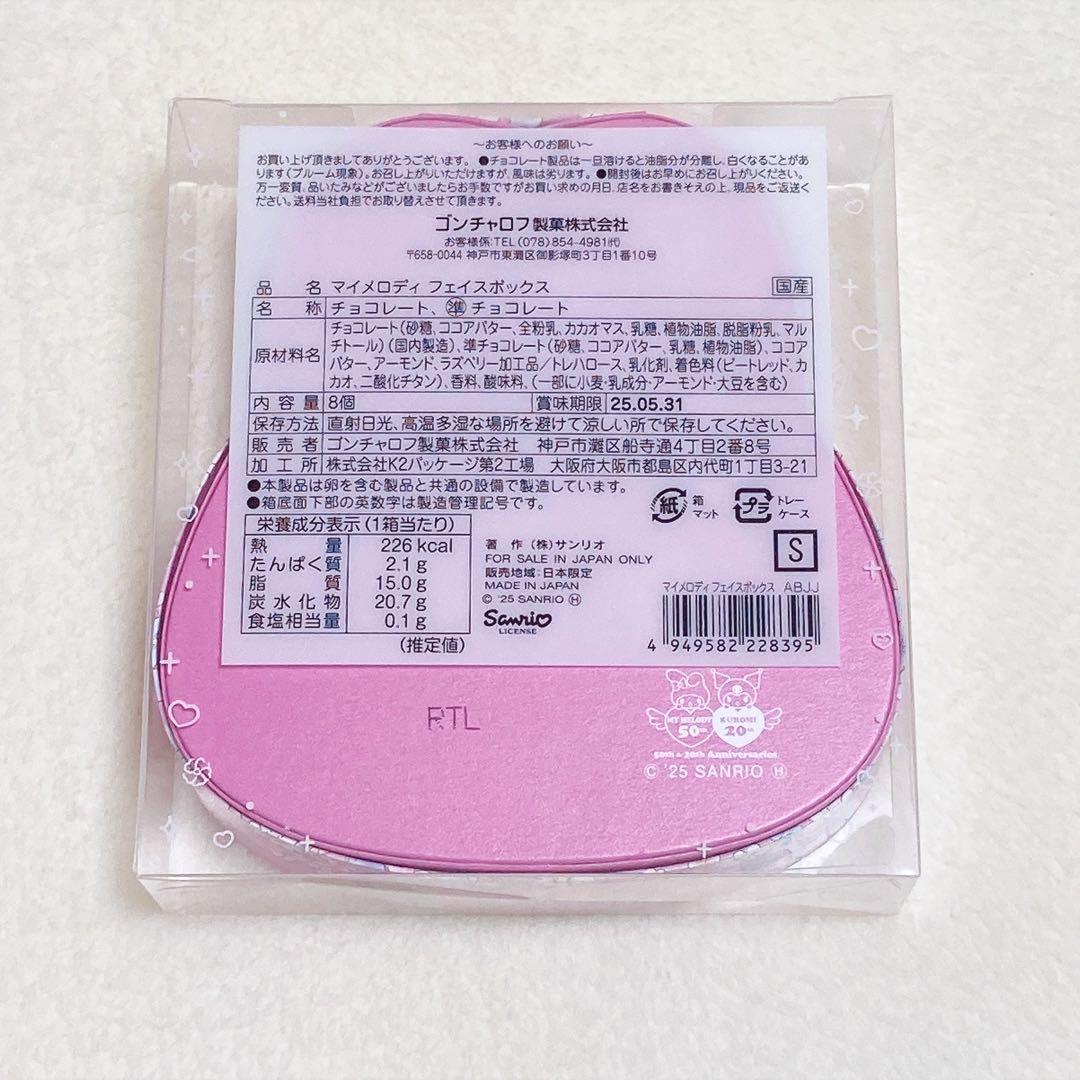 ～お客様へのお願い～
お買い上げ頂きましてありがとうございます。●チョコレート製品は一旦溶けると油脂分が分離し、白くなることがあ
ります（ブルーム現象）。お召し上がりいただけますが、風味は劣ります。●開封後はお早めにお召し上がりください。
万一変質、品いたみなどがございましたらお手数ですがお買い求めの月日、店名をお書きその上、現品をご返送く
ださい。送料当社負担でお取り替えさせて頂きます。
ゴンチャロフ製菓株式会社
お客様係:TEL(078)854-4981㈹
〒658-0044 神戸市東灘区御影塚町3丁目1番10号
品 名 マイメロディ フェイスボックス 国産
名 称 チョコレート、㊜チョコレート
原材料名 チョコレート（砂糖、ココアバター、全粉乳、カカオマス、乳糖、植物油脂、脱脂粉乳、マル
チトール）（国内製造）、準チョコレート（砂糖、ココアバター、乳糖、植物油脂）、ココア
バター、アーモンド、ラズベリー加工品／トレハロース、乳化剤、着色料（ビートレッド、カ
カオ、二酸化チタン）、香料、酸味料、（一部に小麦・乳成分・アーモンド・大豆を含む）
内容量 8個 賞味期限 25.05.31
保存方法 直射日光、高温多湿な場所を避けて涼しい所で保存してください。
販売者 ゴンチャロフ製菓株式会社 神戸市灘区船寺通4丁目2番8号
加工所 株式会社K2パッケージ第2工場 大阪府大阪市都島区内代町1丁目3-21
●本製品は卵を含む製品と共通の設備で製造しています。
●箱底面下部の英数字は製造管理記号です。
紙 箱 マット
プラ トレー ケース
栄養成分表示（1箱当たり）
熱 量 226 kcal
たんぱく質 2.1 g
脂 質 15.0 g
炭水化物 20.7 g
食塩相当量 0.1 g
（推定値）
著 作 （株）サンリオ
FOR SALE IN JAPAN ONLY
販売地域：日本限定
MADE IN JAPAN
© '25 SANRIO Ⓗ
Sanrio
LICENSE
S
マイメロディ フェイスボックス ABJJ
4 949582 228395
RTL
MY MELODY KUROMI
50th 20th
50th & 20th Anniversaries
© '25 SANRIO Ⓗ